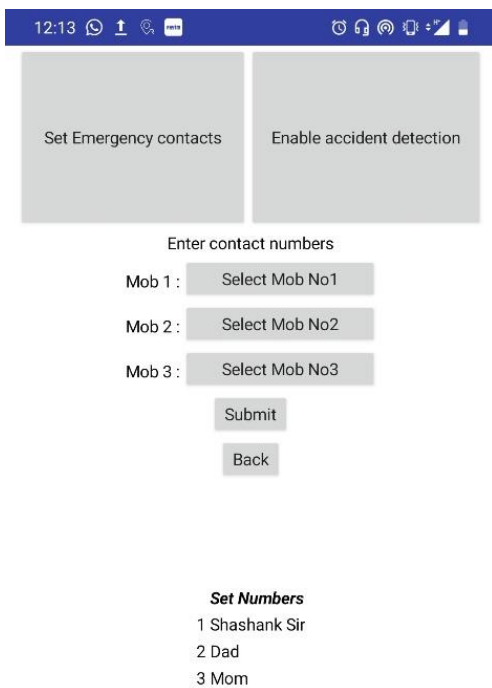 12:13
Set Emergency contacts
Enable accident detection
Enter contact numbers
Mob 1 : Select Mob No1
Mob 2 : Select Mob No2
Mob 3 : Select Mob No3
Submit
Back
Set Numbers
1 Shashank Sir
2 Dad
3 Mom